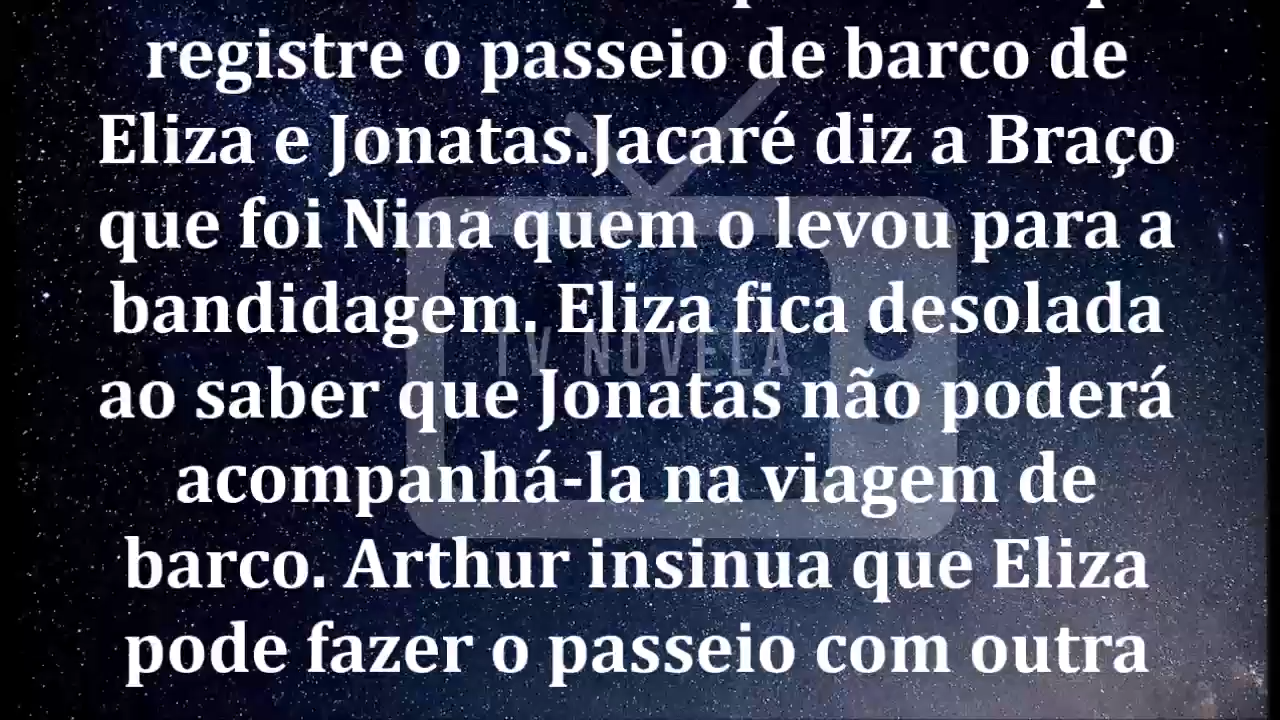 registre o passeio de barco de
Eliza e Jonatas.Jacaré diz a Braço
que foi Nina quem o levou para a
bandidagem. Eliza fica desolada
TV NOVELA
ao saber que Jonatas não poderá
acompanhá-la na viagem de
barco. Arthur insinua que Eliza
pode fazer o passeio com outra